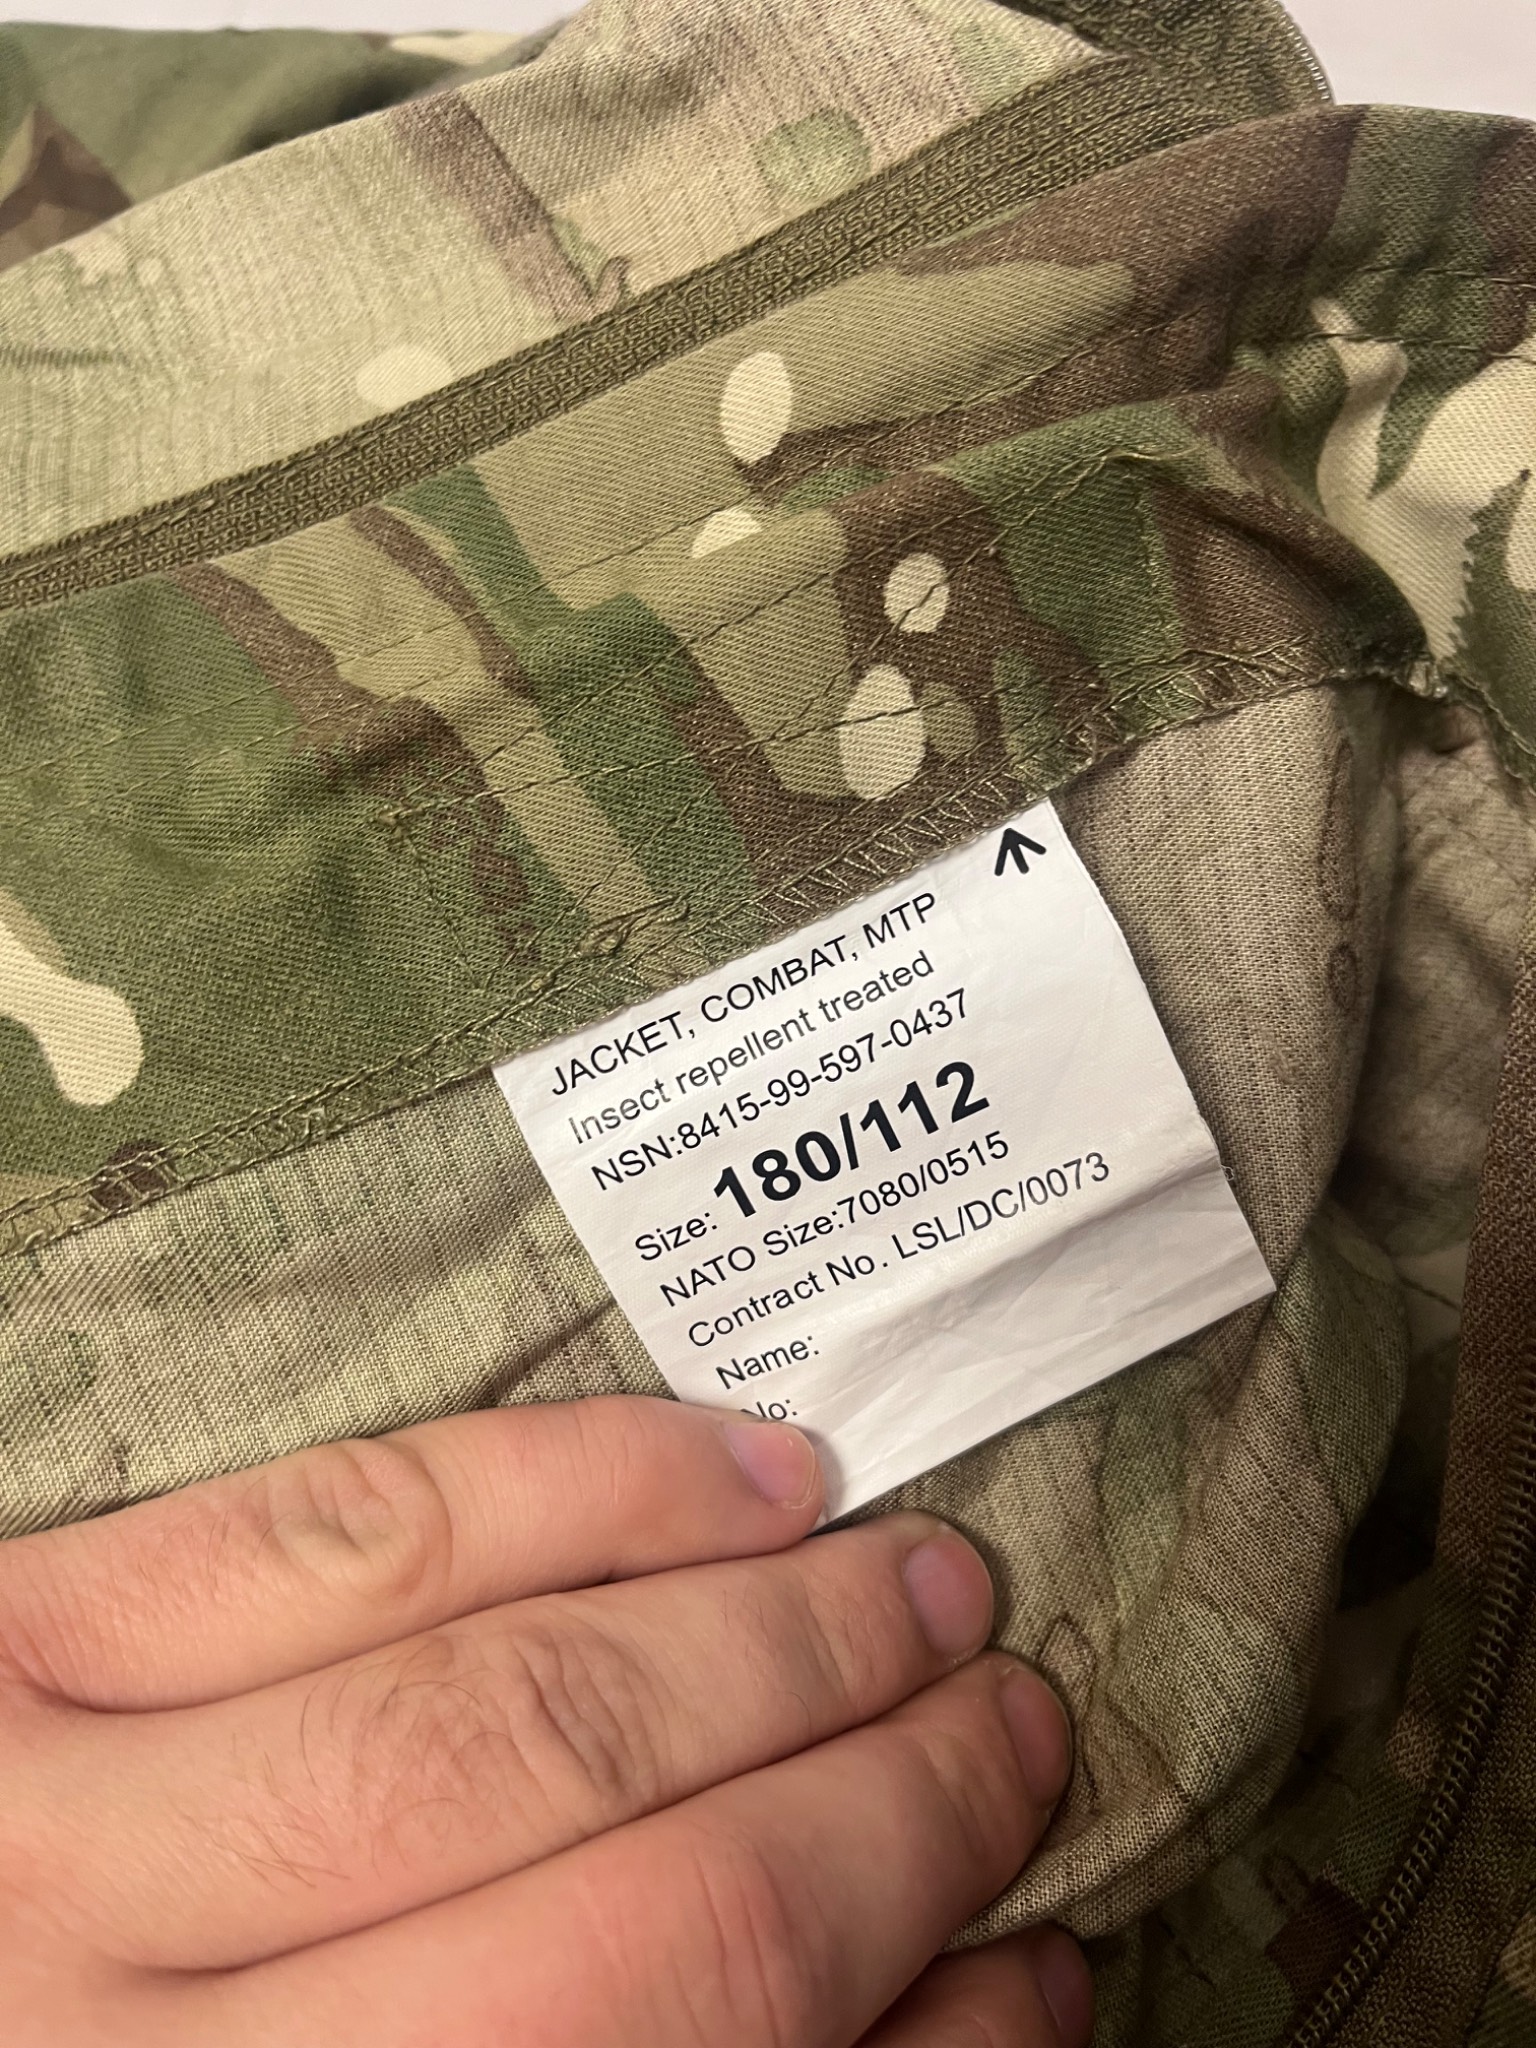 JACKET, COMBAT, MTP
Insect repellent treated
NSN:8415-99-597-0437
Size: 180/112
NATO Size:7080/0515
Contract No. LSL/DC/0073
Name:
No: